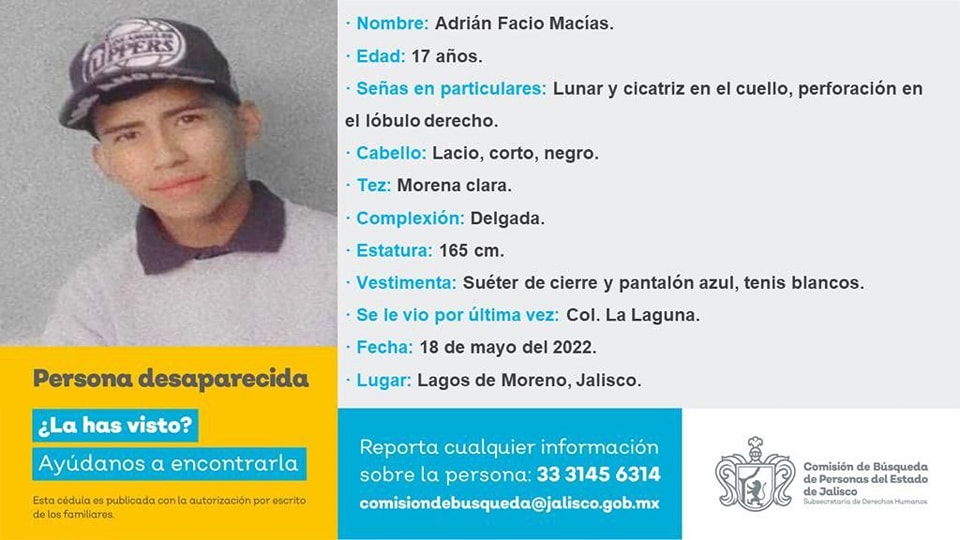 LOS ANGELES
CLIPPERS
· Nombre: Adrián Facio Macías.
· Edad: 17 años.
· Señas en particulares: Lunar y cicatriz en el cuello, perforación en
el lóbulo derecho.
· Cabello: Lacio, corto, negro.
· Tez: Morena clara.
· Complexión: Delgada.
· Estatura: 165 cm.
· Vestimenta: Suéter de cierre y pantalón azul, tenis blancos.
· Se le vio por última vez: Col. La Laguna.
· Fecha: 18 de mayo del 2022.
· Lugar: Lagos de Moreno, Jalisco.
Persona desaparecida
¿La has visto?
Ayúdanos a encontrarla
Esta cédula es publicada con la autorización por escrito
de los familiares.
Reporta cualquier información
sobre la persona: 33 3145 6314
comisiondebusqueda@jalisco.gob.mx
Comisión de Búsqueda
de Personas del Estado
de Jalisco
Subsecretaría de Derechos Humanos